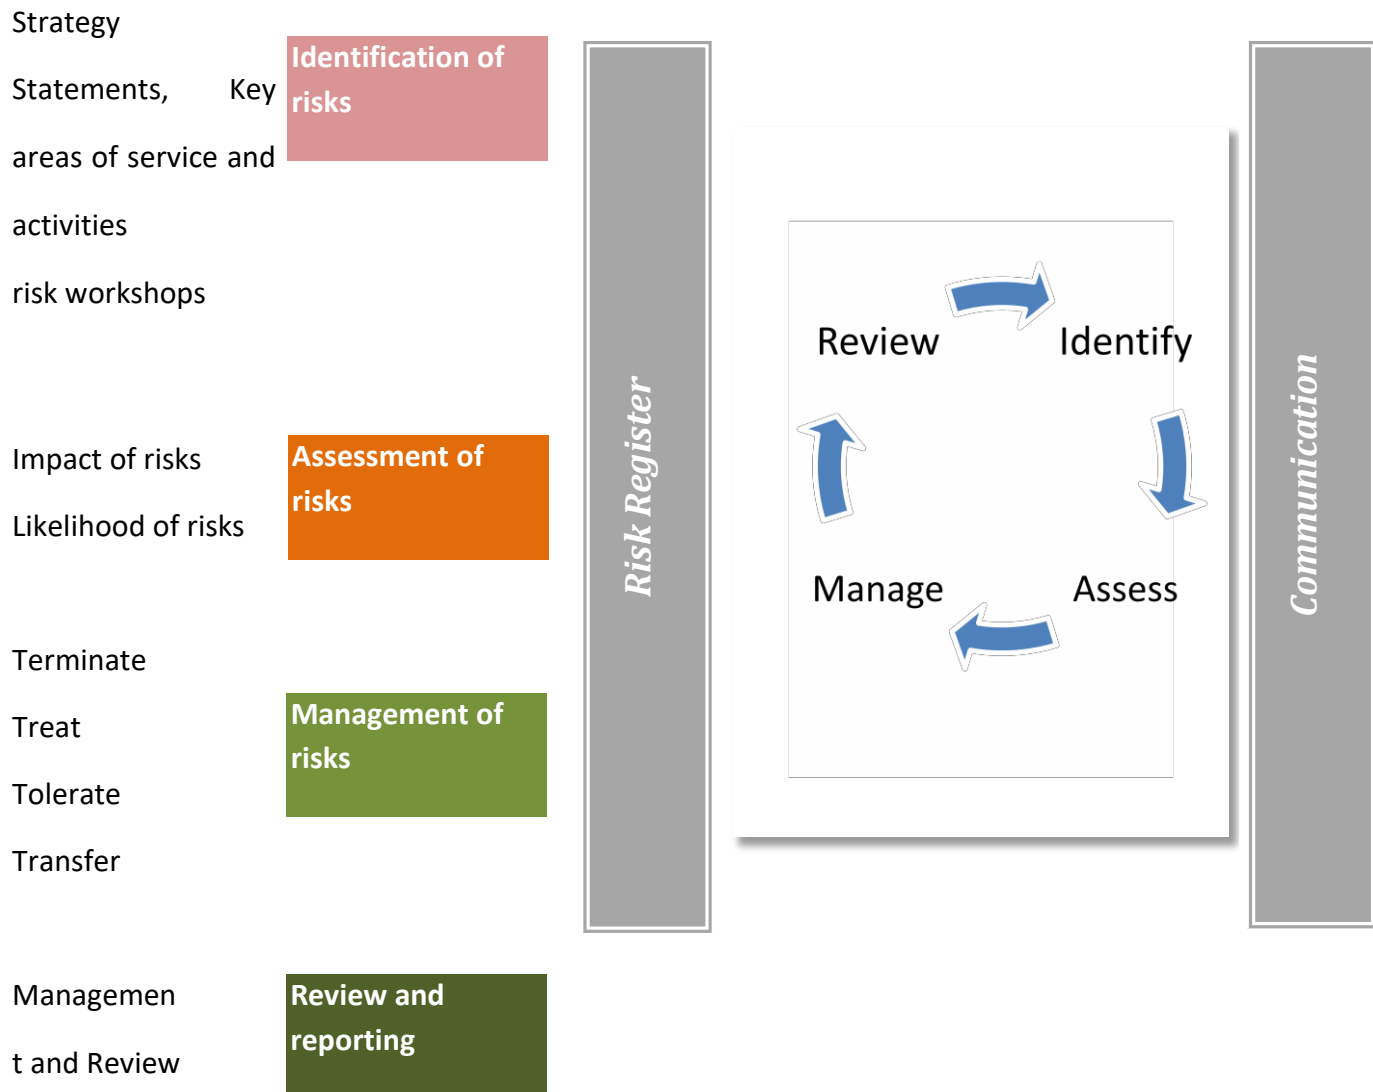 Strategy
Statements, Key
areas of service and
activities
risk workshops
Identification of
risks
Impact of risks
Likelihood of risks
Assessment of
risks
Terminate
Treat
Tolerate
Transfer
Management of
risks
Managemen
t and Review
Review and
reporting
Risk Register
Review
Identify
Manage
Assess
Communication